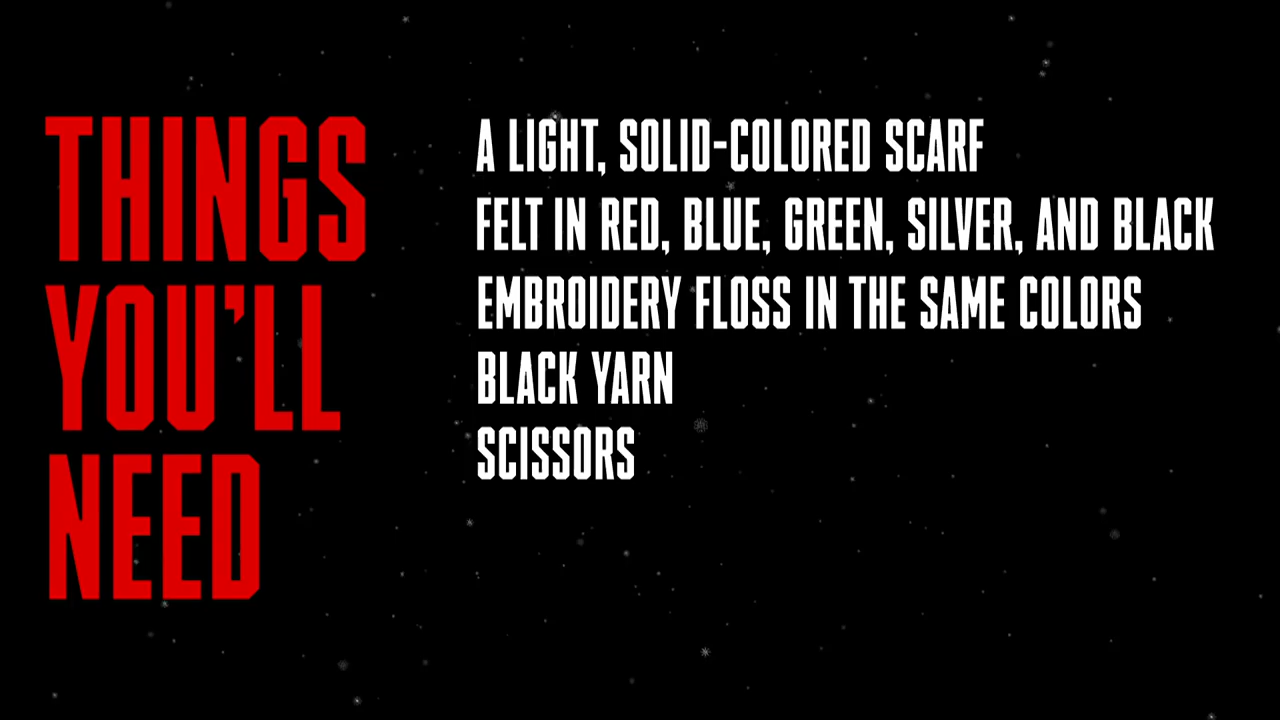 THINGS
YOU'LL
NEED
A LIGHT, SOLID-COLORED SCARF
FELT IN RED, BLUE, GREEN, SILVER, AND BLACK
EMBROIDERY FLOSS IN THE SAME COLORS
BLACK YARN
SCISSORS